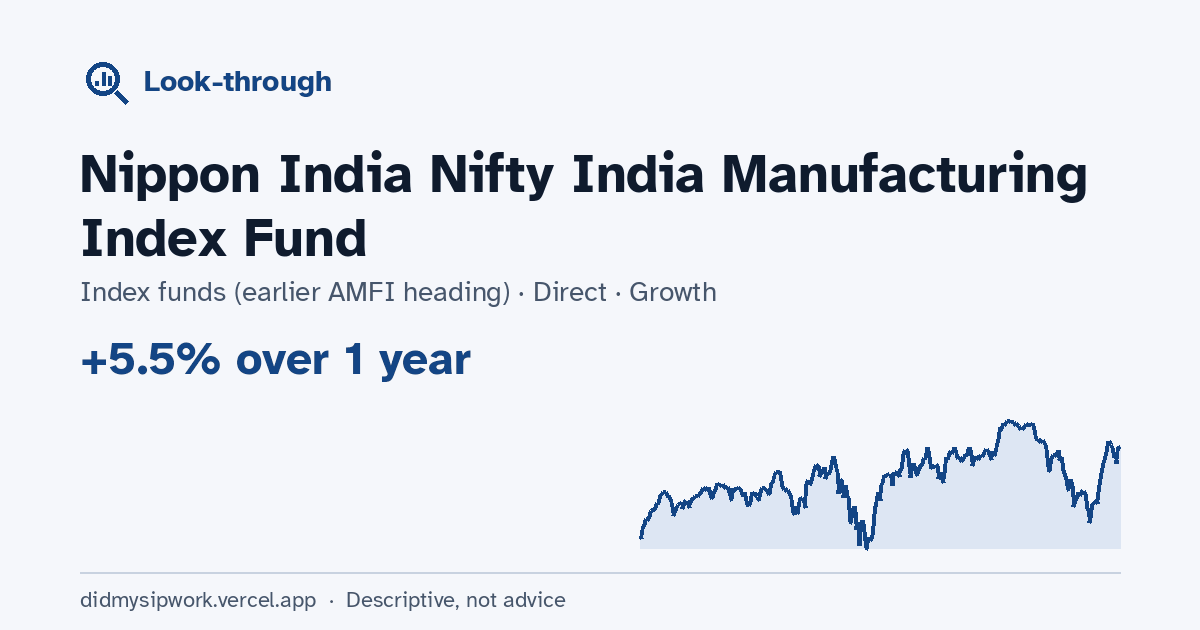 Look-through
Nippon India Nifty India Manufacturing
Index Fund
Index funds (earlier AMFI heading) · Direct · Growth
+5.5% over 1 year
didmysipwork.vercel.app · Descriptive, not advice